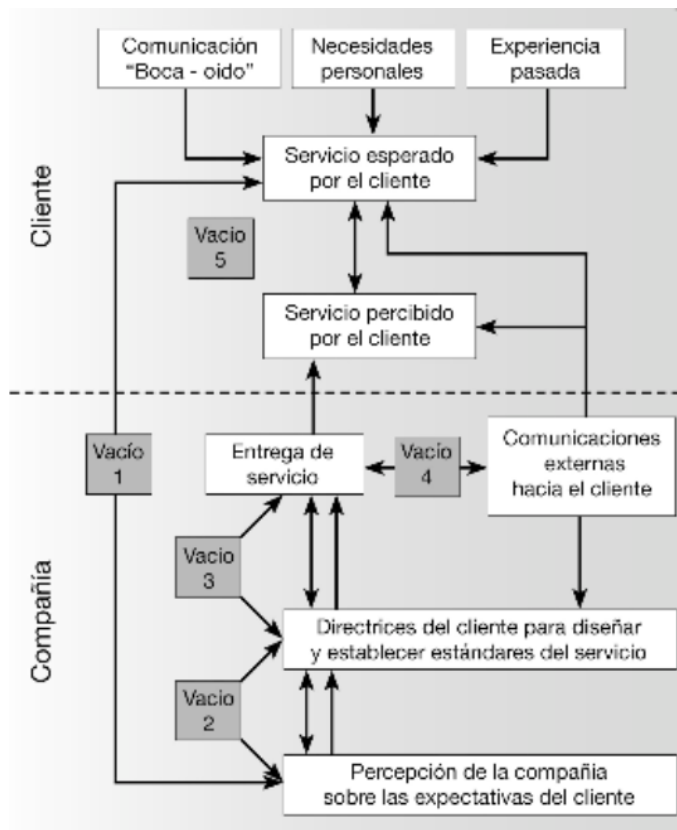 Comunicación
"Boca - oido"
Necesidades
personales
Experiencia
pasada
Servicio esperado
por el cliente
Cliente
Vacio
5
Servicio percibido
por el cliente
Vacío
1
Entrega de
servicio
Vacío
4
Comunicaciones
externas
hacia el cliente
Compañía
Vacio
3
Directrices del cliente para diseñar
y establecer estándares del servicio
Vacio
2
Percepción de la compañia
sobre las expectativas del cliente